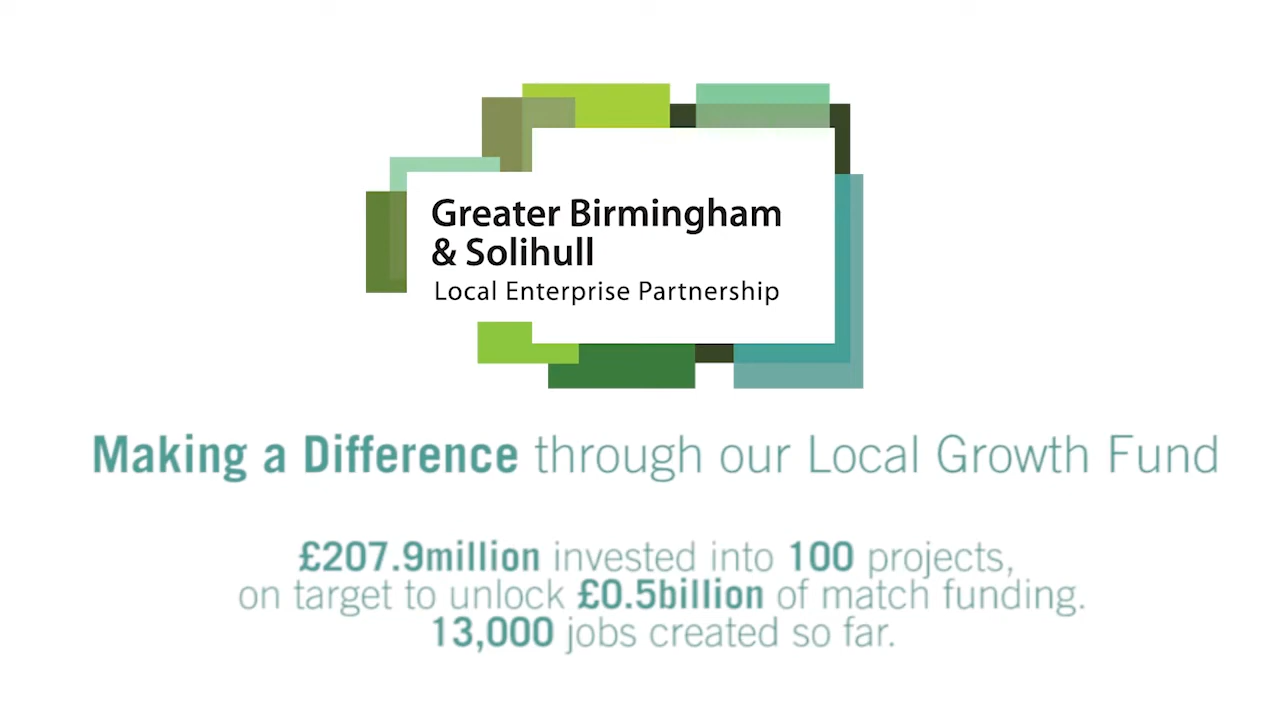 Greater Birmingham
& Solihull
Local Enterprise Partnership
Making a Difference through our Local Growth Fund
£207.9million invested into 100 projects,
on target to unlock £0.5billion of match funding.
13,000 jobs created so far.